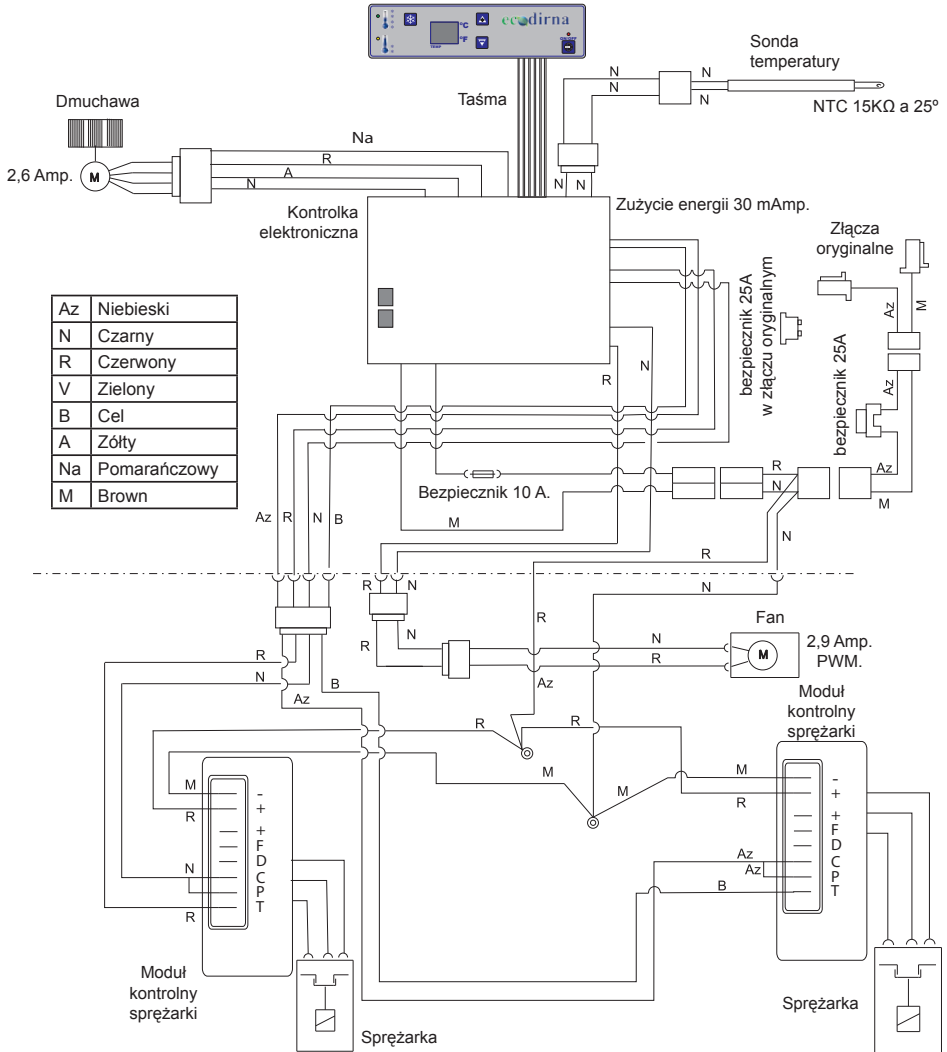 ecodirna
°C
°F
TEMP
ON/OFF
Sonda
temperatury
N
N
N
N
NTC 15KΩ a 25º
Taśma
Dmuchawa
2,6 Amp.
M
Na
R
A
N
N
N
Kontrolka
elektroniczna
Zużycie energii 30 mAmp.
Złącza
oryginalne
bezpiecznik 25A
w złączu oryginalnym
bezpiecznik 25A
Az
M
Az
R
N
Az Niebieski
N Czarny
R Czerwony
V Zielony
B Cel
A Zółty
Na Pomarańczowy
M Brown
Bezpiecznik 10 A.
R
N
Az
M
Az
R
N
B
M
N
R
R
N
N
R
Fan
2,9 Amp.
PWM.
M
R
N
N
R
R
N
B
Az
Az
Moduł
kontrolny
sprężarki
R
R
M
M
M
R
Az
Az
B
-
+
+
F
D
C
P
T
M
R
N
R
-
+
+
F
D
C
P
T
Moduł
kontrolny
sprężarki
Sprężarka
Sprężarka